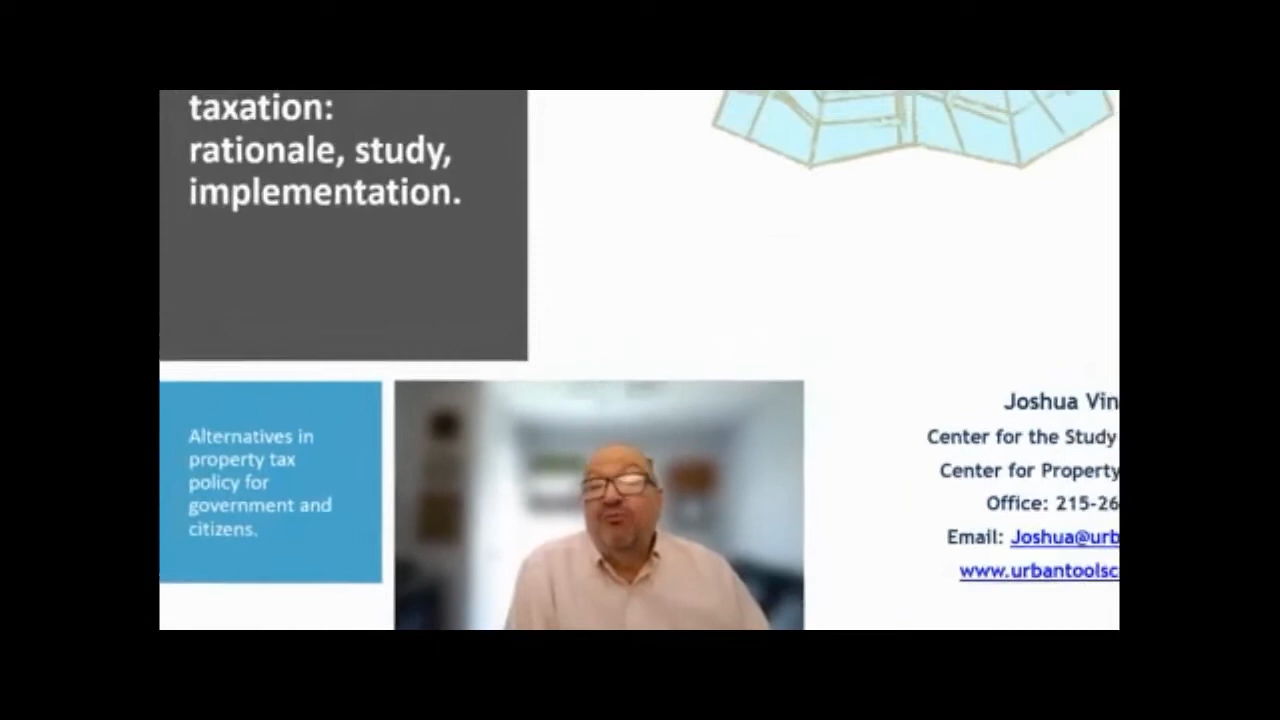 taxation:
rationale, study,
implementation.
Alternatives in
property tax
policy for
government and
citizens.
Joshua Vin
Center for the Study
Center for Property
Office: 215-26
Email: Joshua@urb
www.urbantoolsc